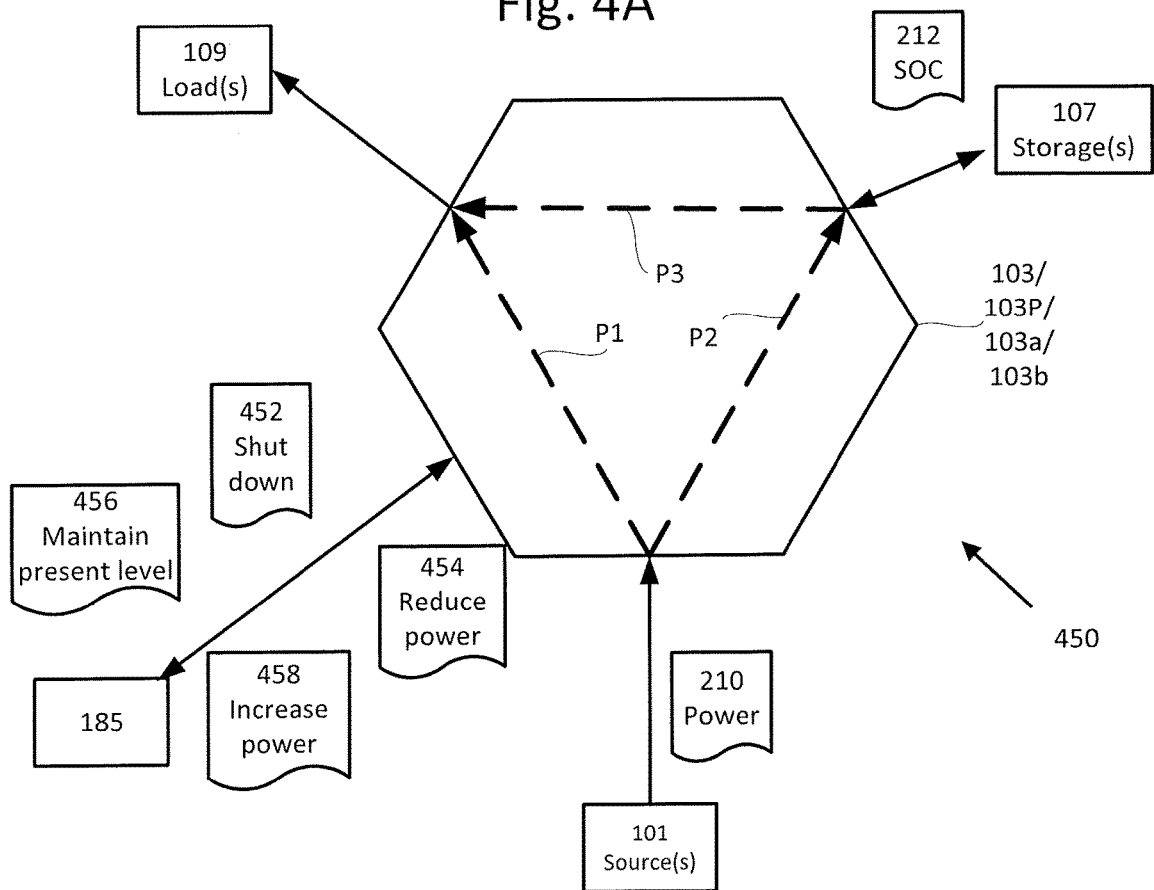 Fig. 4A
109
Load(s)
212
SOC
107
Storage(s)
P3
103/
103P/
103a/
103b
P1
P2
452
Shut
down
456
Maintain
present level
454
Reduce
power
450
458
Increase
power
210
Power
185
101
Source(s)